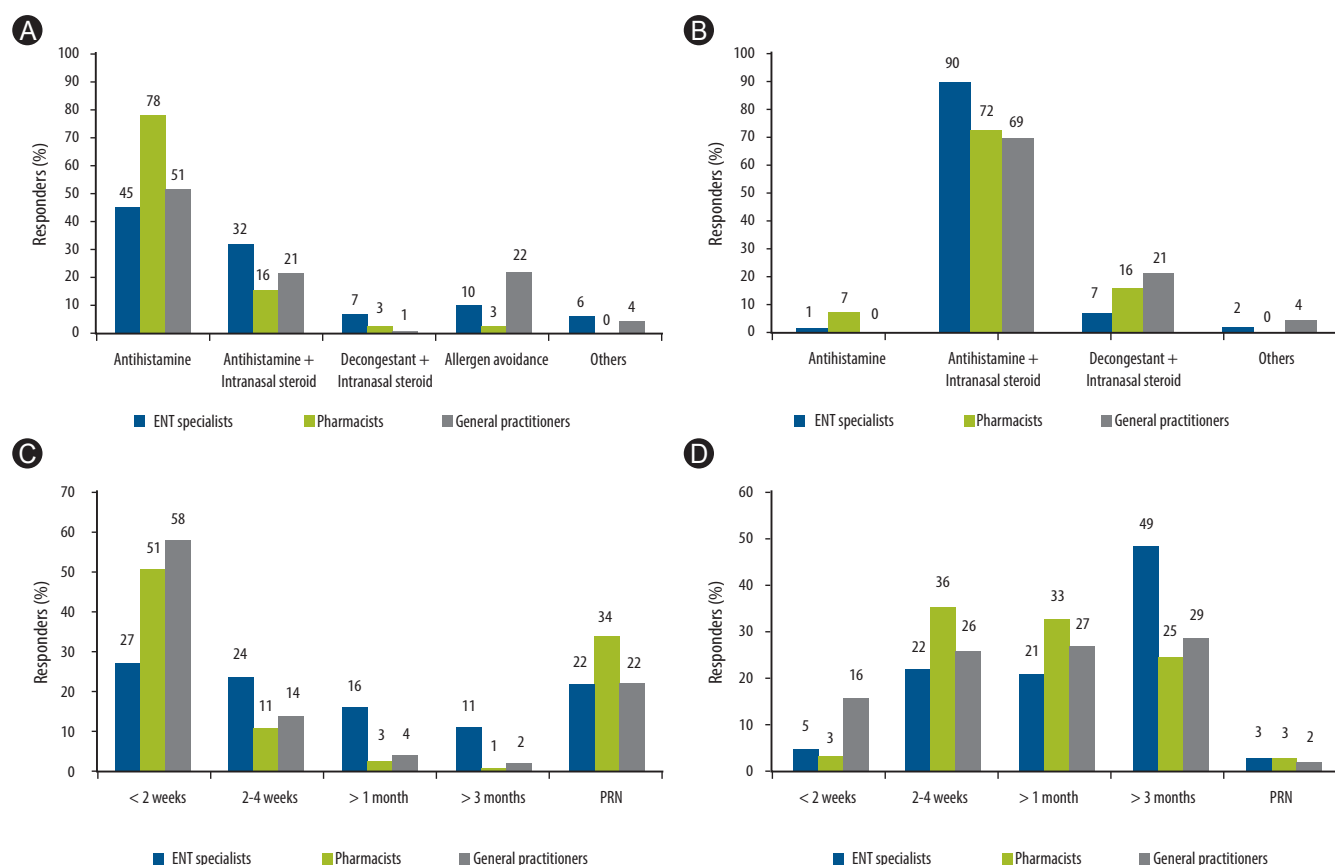 A
Responders (%)
100
90
80
70
60
50
40
30
20
10
0
45 78 51
32 16 21
7 3 1
10 3 22
6 0 4
Antihistamine
Antihistamine +
Intranasal steroid
Decongestant +
Intranasal steroid
Allergen avoidance
Others
ENT specialists Pharmacists General practitioners
B
Responders (%)
100
90
80
70
60
50
40
30
20
10
0
1 7 0
90 72 69
7 16 21
2 0 4
Antihistamine
Antihistamine +
Intranasal steroid
Decongestant +
Intranasal steroid
Others
ENT specialists Pharmacists General practitioners
C
Responders (%)
70
60
50
40
30
20
10
0
27 51 58
24 11 14
16 3 4
11 1 2
22 34 22
< 2 weeks 2-4 weeks > 1 month > 3 months PRN
ENT specialists Pharmacists General practitioners
D
Responders (%)
60
50
40
30
20
10
0
5 3 16
22 36 26
21 33 27
49 25 29
3 3 2
< 2 weeks 2-4 weeks > 1 month > 3 months PRN
ENT specialists Pharmacists General practitioners